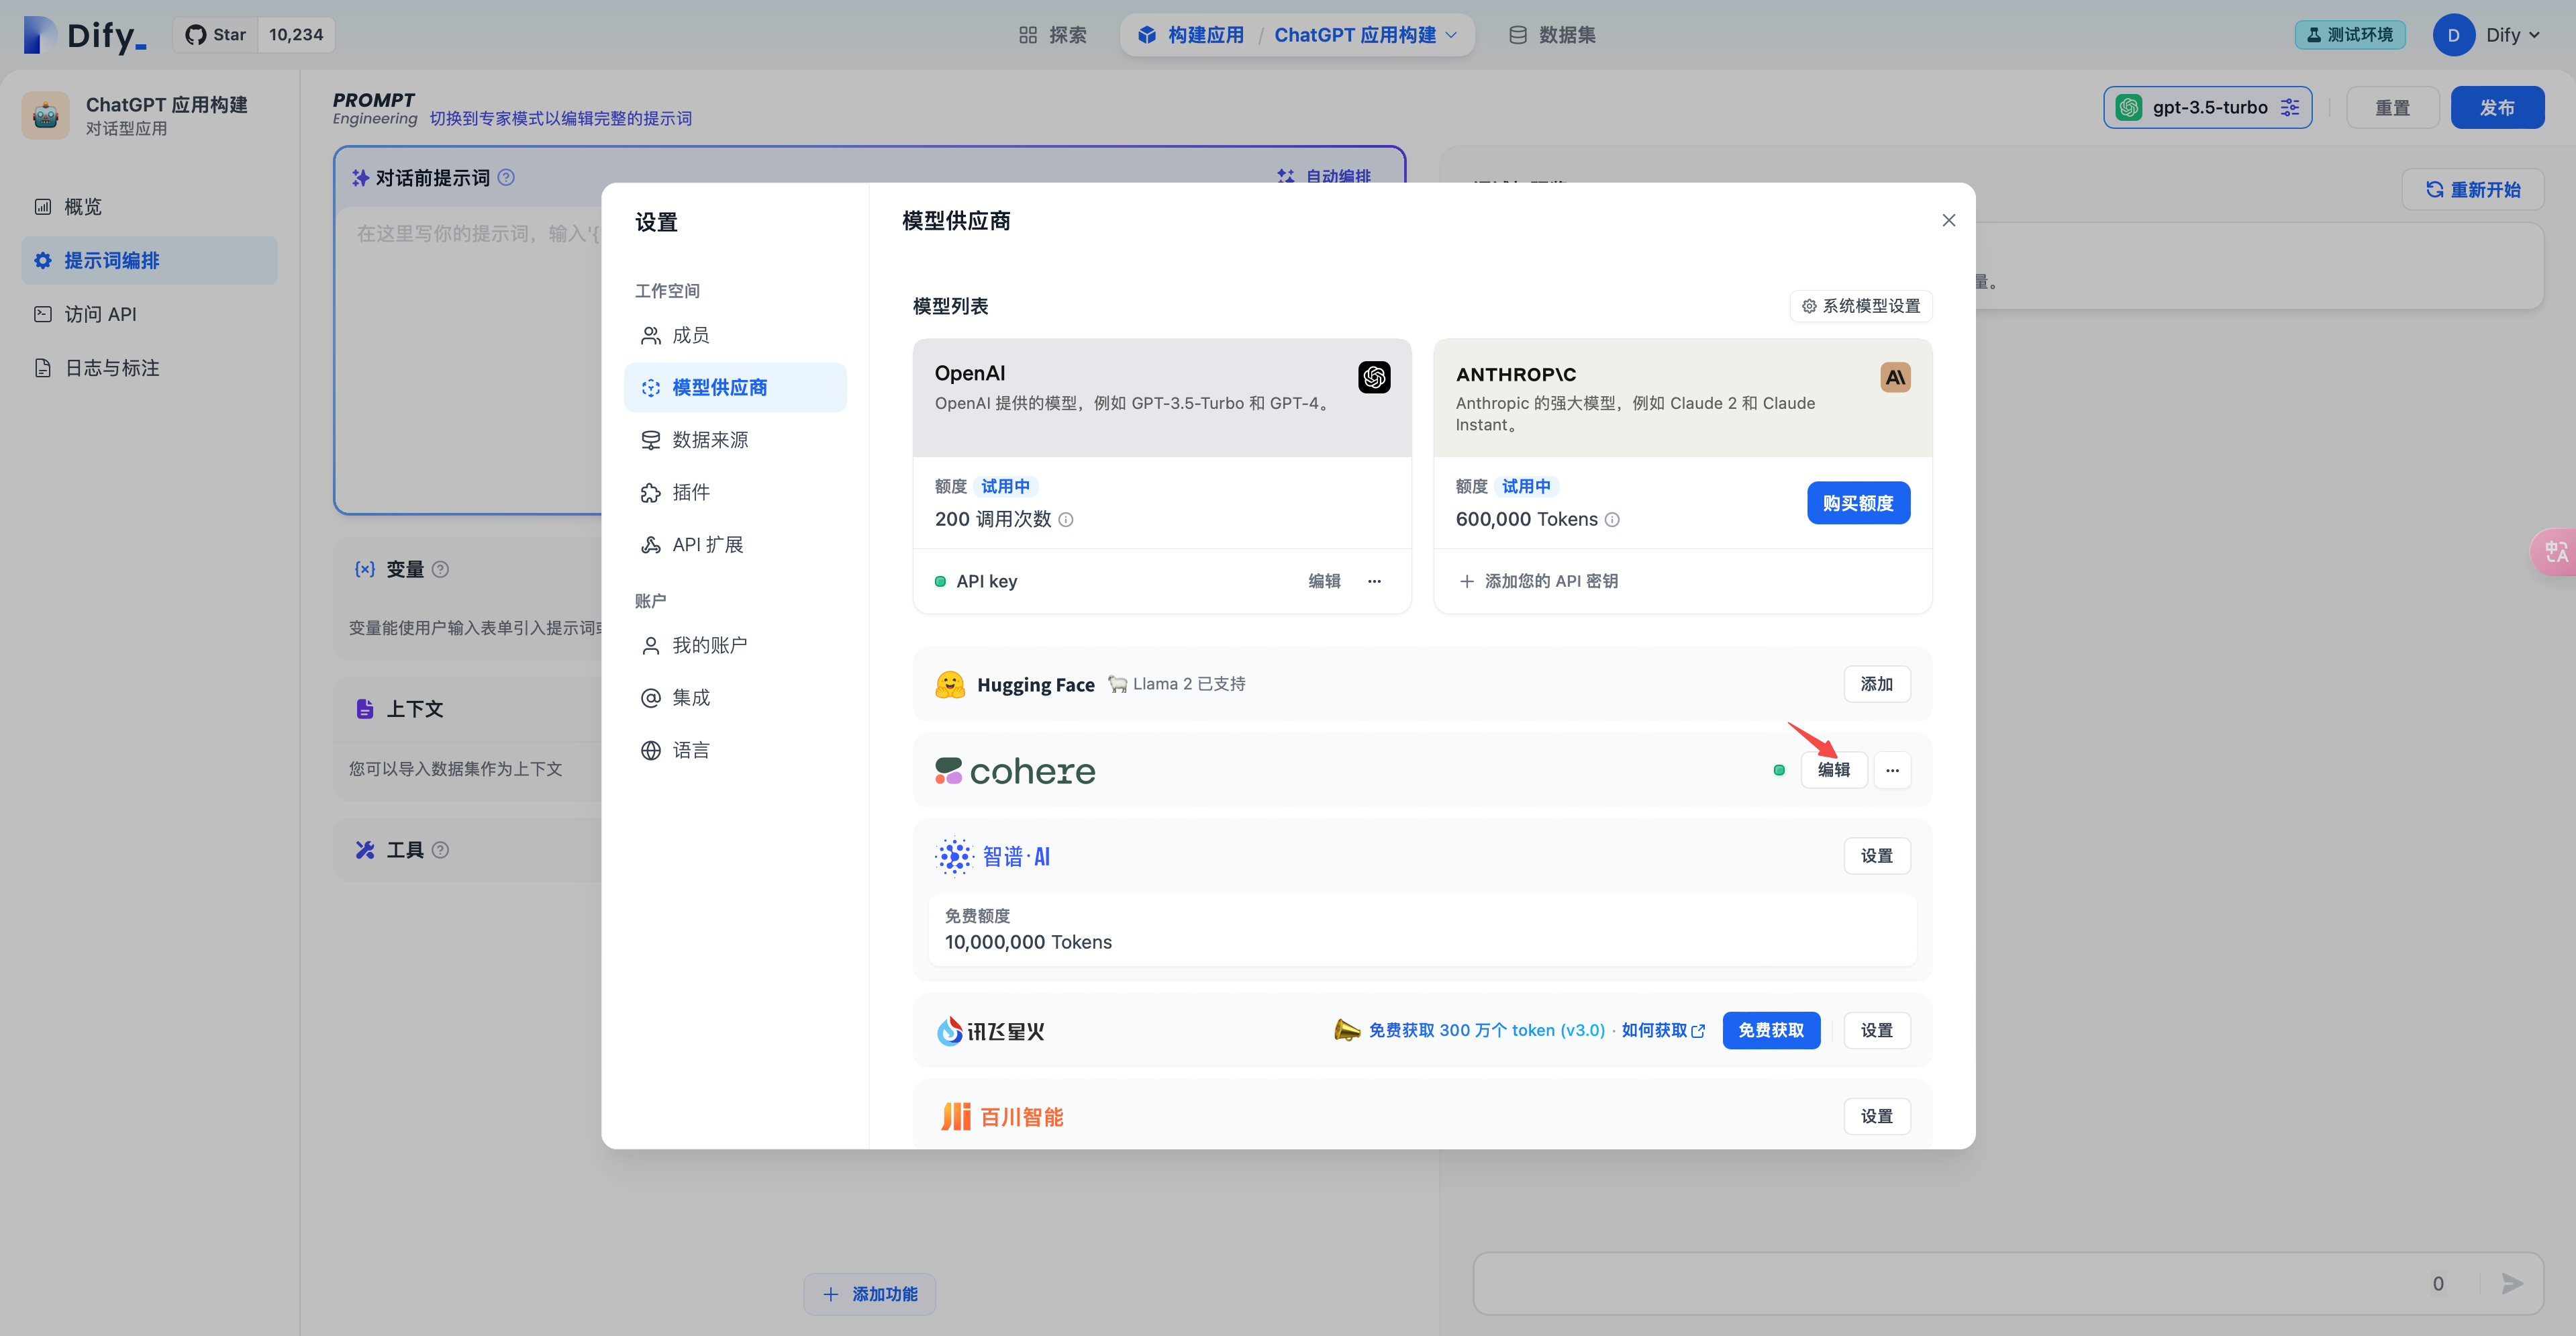 Dify_
Star 10,234
探索
构建应用 / ChatGPT 应用构建
数据集
测试环境
D Dify
ChatGPT 应用构建
对话型应用
概览
提示词编排
访问 API
日志与标注
PROMPT
Engineering 切换到专家模式以编辑完整的提示词
gpt-3.5-turbo
重置
发布
对话前提示词
自动编排
在这里写你的提示词，输入'{
重新开始
量。
变量
变量能使用户输入表单引入提示词
上下文
您可以导入数据集作为上下文
工具
添加功能
0
设置
工作空间
成员
模型供应商
数据来源
插件
API 扩展
账户
我的账户
集成
语言
模型供应商
模型列表
系统模型设置
OpenAI
OpenAI 提供的模型，例如 GPT-3.5-Turbo 和 GPT-4。
额度 试用中
200 调用次数
API key
编辑
ANTHROP\C
Anthropic 的强大模型，例如 Claude 2 和 Claude
Instant。
额度 试用中
600,000 Tokens
购买额度
添加您的 API 密钥
Hugging Face Llama 2 已支持
添加
cohere
编辑
智谱·AI
设置
免费额度
10,000,000 Tokens
讯飞星火
免费获取 300 万个 token (v3.0) · 如何获取
免费获取
设置
百川智能
设置
中A